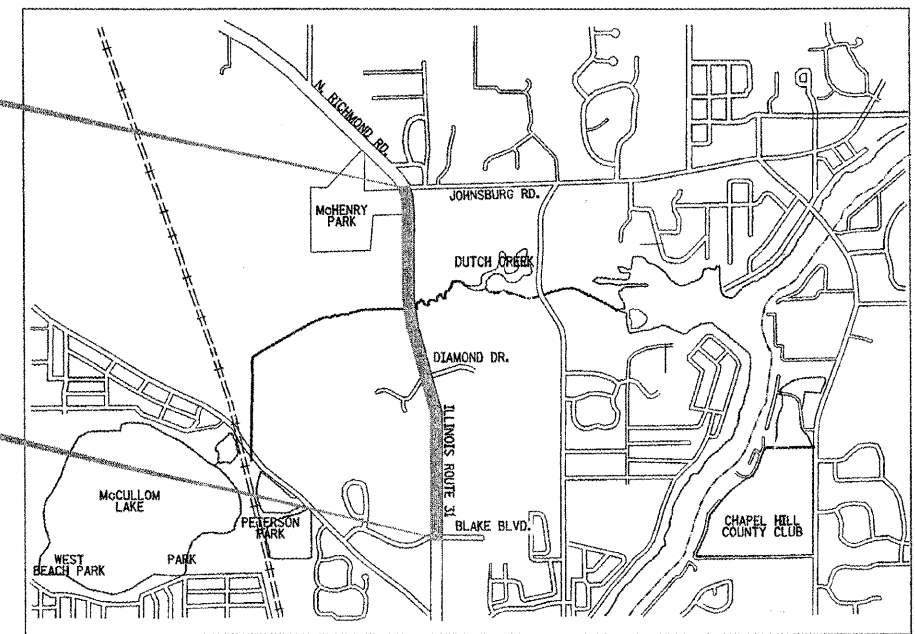 N. RICHMOND RD.
McHENRY
PARK
JOHNSBURG RD.
DUTCH CREEK
DIAMOND DR.
ILLINOIS ROUTE 31
McCULLOM
LAKE
PETERSON
PARK
BLAKE BLVD.
CHAPEL HILL
COUNTY CLUB
WEST
BEACH PARK
PARK